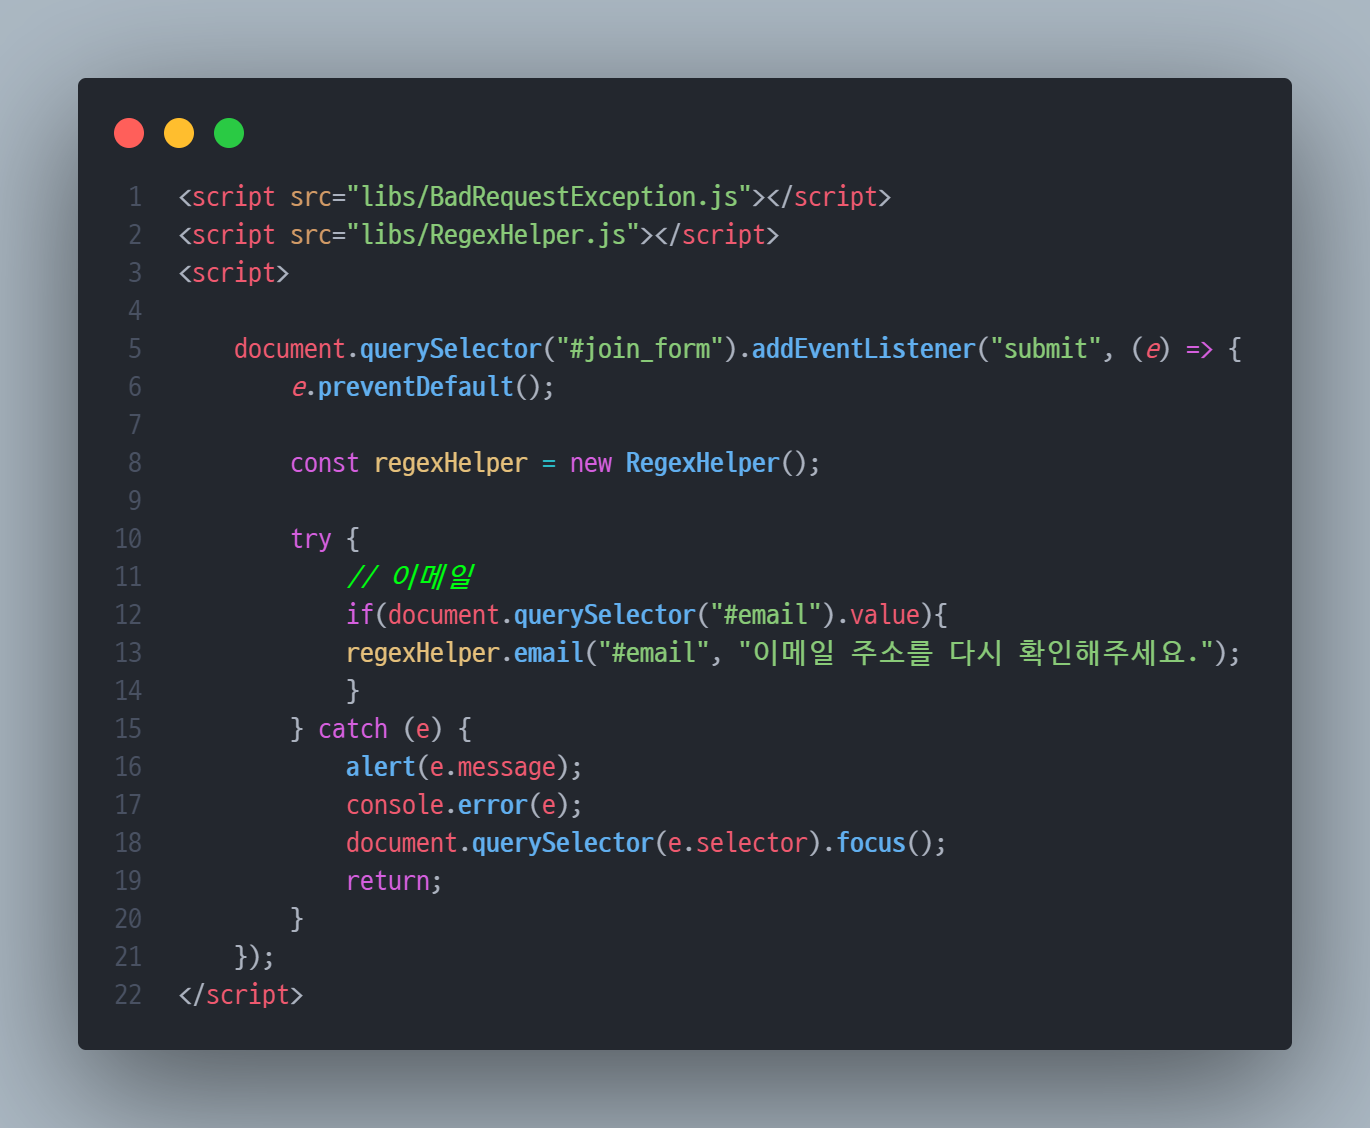 1 <script src="libs/BadRequestException.js"></script>
2 <script src="libs/RegexHelper.js"></script>
3 <script>
4
5     document.querySelector("#join_form").addEventListener("submit", (e) => {
6         e.preventDefault();
7
8         const regexHelper = new RegexHelper();
9
10         try {
11             // 이메일
12             if(document.querySelector("#email").value){
13             regexHelper.email("#email", "이메일 주소를 다시 확인해주세요.");
14             }
15         } catch (e) {
16             alert(e.message);
17             console.error(e);
18             document.querySelector(e.selector).focus();
19             return;
20         }
21     });
22 </script>